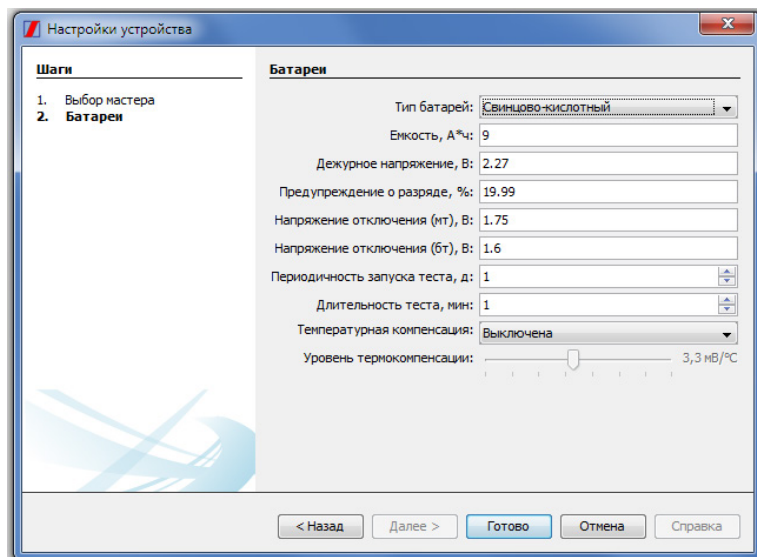 Настройки устройства
Шаги
1. Выбор мастера
2. Батареи
Батареи
Тип батарей: Свинцово-кислотный
Емкость, А*ч: 9
Дежурное напряжение, В: 2.27
Предупреждение о разряде, %: 19.99
Напряжение отключения (мт), В: 1.75
Напряжение отключения (бт), В: 1.6
Периодичность запуска теста, д: 1
Длительность теста, мин: 1
Температурная компенсация: Выключена
Уровень термокомпенсации: 3,3 мВ/°C
< Назад Далее > Готово Отмена Справка